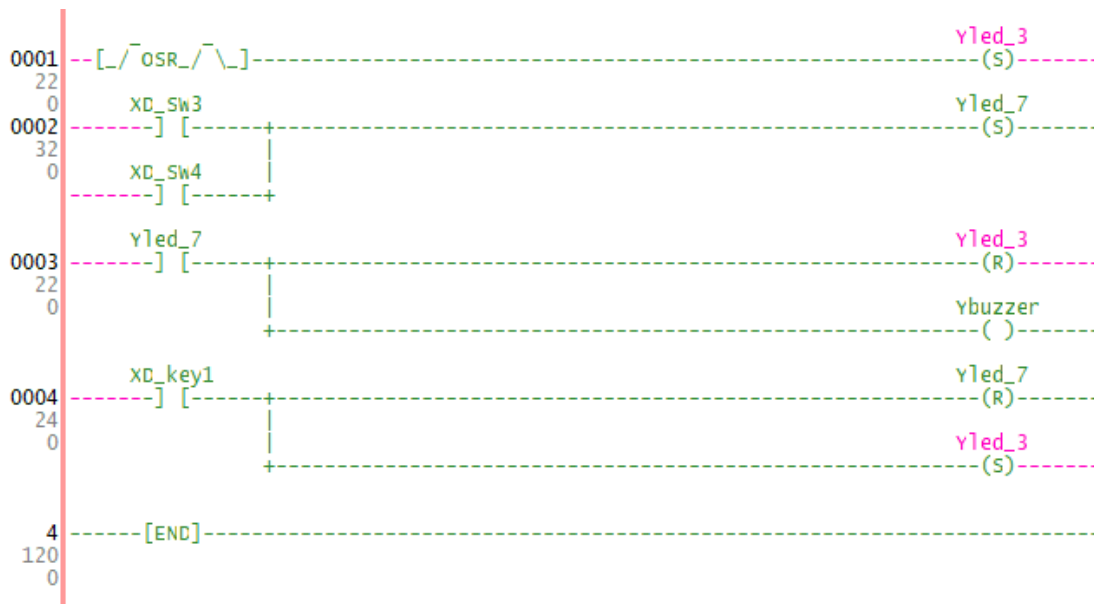 Yled_3
0001 --[_/‾OSR_/‾\_]------------------------(S)------
22
0 XD_SW3 Yled_7
0002 -------] [------+------------------------(S)------
32
0 XD_SW4
-------] [------+
Yled_7 Yled_3
0003 -------] [------+------------------------(R)------
22
0
Ybuzzer
+------------------------( )------
XD_key1 Yled_7
0004 -------] [------+------------------------(R)------
24
0 Yled_3
+------------------------(S)------
4 ------[END]------------------------
120
0